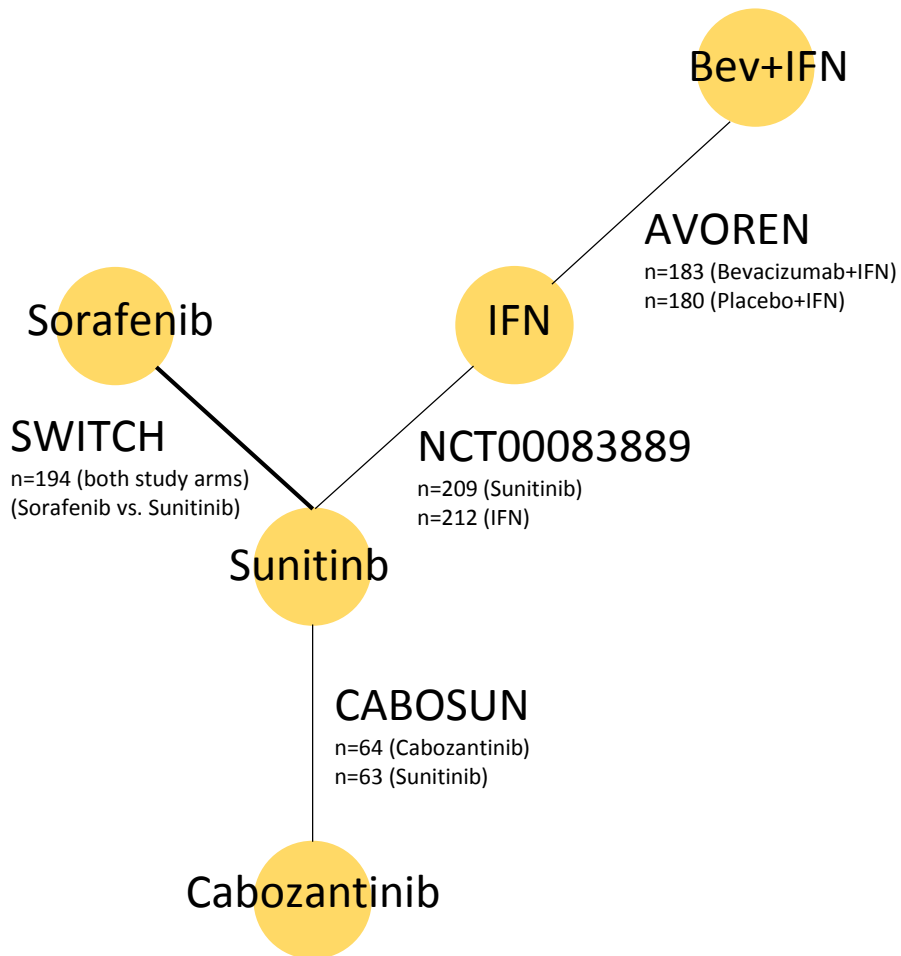 Bev+IFN
AVOREN
n=183 (Bevacizumab+IFN)
n=180 (Placebo+IFN)
Sorafenib
IFN
SWITCH
n=194 (both study arms)
(Sorafenib vs. Sunitinib)
NCT00083889
n=209 (Sunitinib)
n=212 (IFN)
Sunitinb
CABOSUN
n=64 (Cabozantinib)
n=63 (Sunitinib)
Cabozantinib